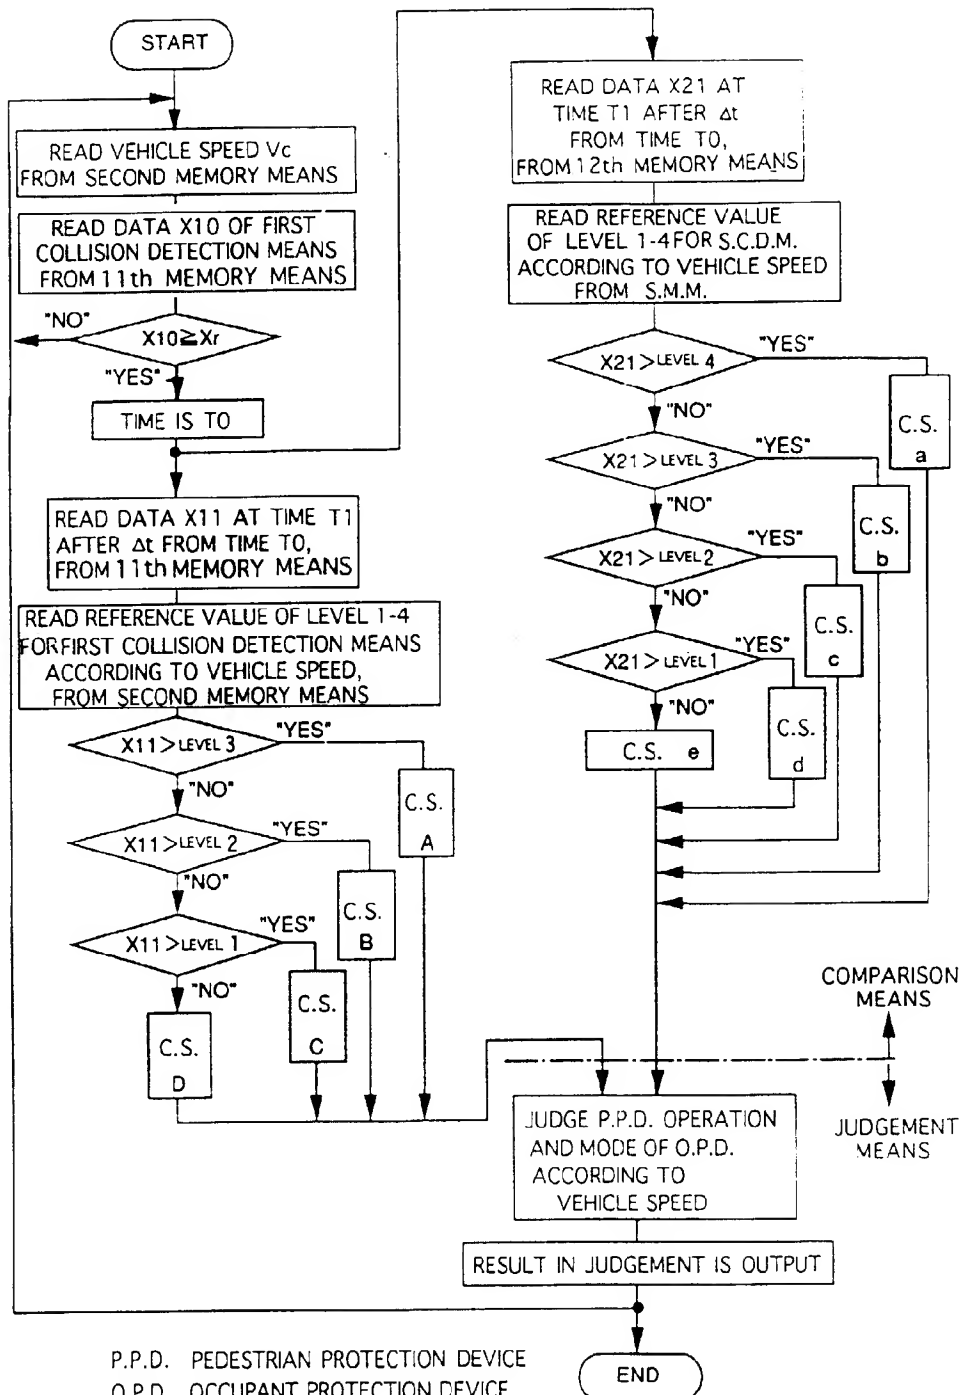 START
READ VEHICLE SPEED Vc
FROM SECOND MEMORY MEANS
READ DATA X10 OF FIRST
COLLISION DETECTION MEANS
FROM 11th MEMORY MEANS
"NO"
X10≧Xr
"YES"
TIME IS T0
READ DATA X11 AT TIME T1
AFTER Δt FROM TIME T0,
FROM 11th MEMORY MEANS
READ REFERENCE VALUE OF LEVEL 1-4
FOR FIRST COLLISION DETECTION MEANS
ACCORDING TO VEHICLE SPEED,
FROM SECOND MEMORY MEANS
X11>LEVEL 3
"YES"
"NO"
C.S.
A
X11>LEVEL 2
"YES"
"NO"
C.S.
B
X11>LEVEL 1
"YES"
"NO"
C.S.
C
C.S.
D
READ DATA X21 AT
TIME T1 AFTER Δt
FROM TIME T0,
FROM 12th MEMORY MEANS
READ REFERENCE VALUE
OF LEVEL 1-4 FOR S.C.D.M.
ACCORDING TO VEHICLE SPEED
FROM S.M.M.
X21>LEVEL 4
"YES"
"NO"
C.S.
a
X21>LEVEL 3
"YES"
"NO"
C.S.
b
X21>LEVEL 2
"YES"
"NO"
C.S.
c
X21>LEVEL 1
"YES"
"NO"
C.S.
d
C.S. e
COMPARISON
MEANS
JUDGEMENT
MEANS
JUDGE P.P.D. OPERATION
AND MODE OF O.P.D.
ACCORDING TO
VEHICLE SPEED
RESULT IN JUDGEMENT IS OUTPUT
END
P.P.D. PEDESTRIAN PROTECTION DEVICE
O.P.D. OCCUPANT PROTECTION DEVICE